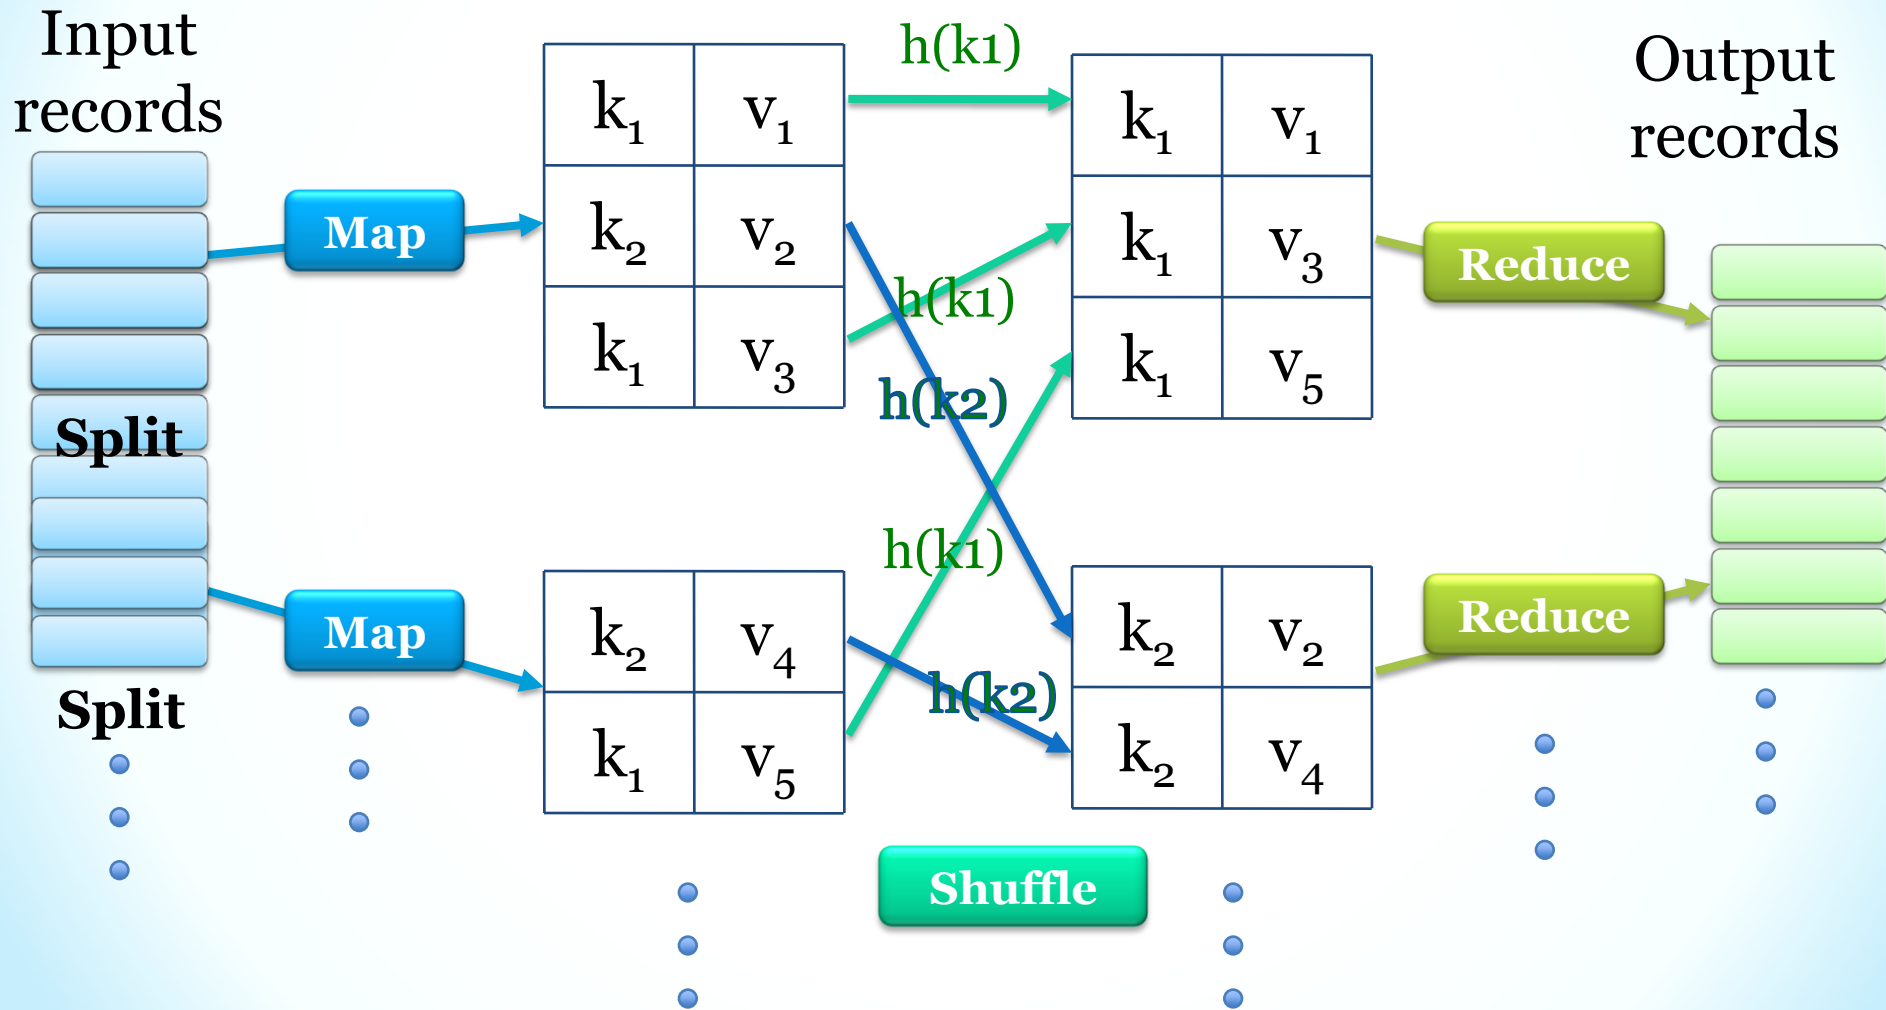 Input
records
Split
Split
Map
Map
k₁ v₁
k₂ v₂
k₁ v₃
k₂ v₄
k₁ v₅
h(k1)
h(k1)
h(k2)
h(k1)
h(k2)
Shuffle
k₁ v₁
k₁ v₃
k₁ v₅
k₂ v₂
k₂ v₄
Reduce
Reduce
Output
records